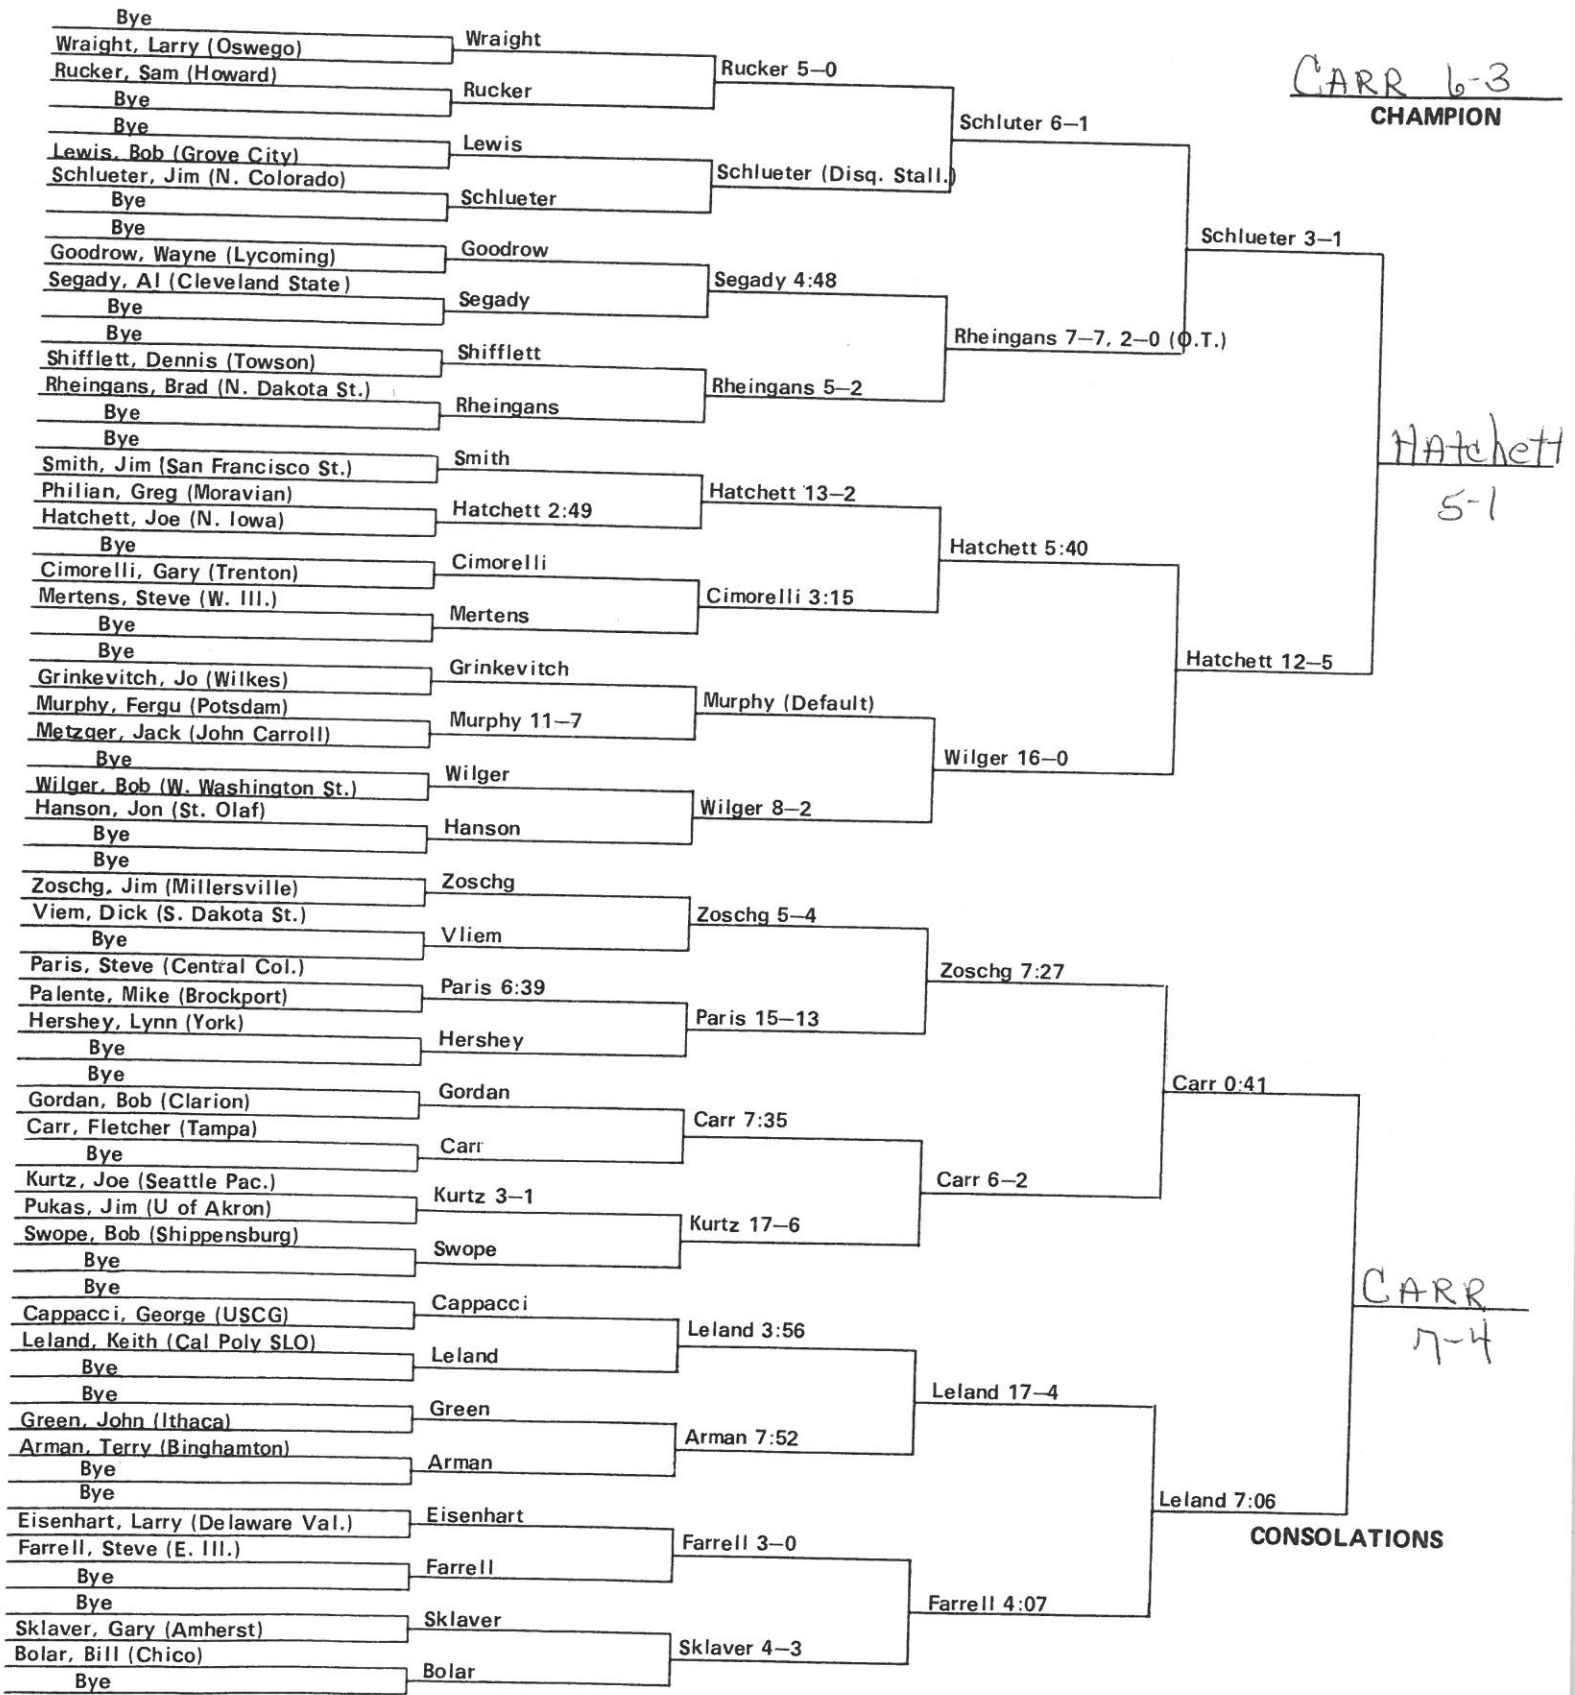 Bye
Wraight, Larry (Oswego)
Rucker, Sam (Howard)
Bye
Bye
Lewis, Bob (Grove City)
Schlueter, Jim (N. Colorado)
Bye
Bye
Goodrow, Wayne (Lycoming)
Segady, Al (Cleveland State)
Bye
Bye
Shifflett, Dennis (Towson)
Rheingans, Brad (N. Dakota St.)
Bye
Bye
Smith, Jim (San Francisco St.)
Philian, Greg (Moravian)
Hatchett, Joe (N. Iowa)
Bye
Cimorelli, Gary (Trenton)
Mertens, Steve (W. Ill.)
Bye
Bye
Grinkevitch, Jo (Wilkes)
Murphy, Fergu (Potsdam)
Metzger, Jack (John Carroll)
Bye
Wilger, Bob (W. Washington St.)
Hanson, Jon (St. Olaf)
Bye
Bye
Zoschg, Jim (Millersville)
Viem, Dick (S. Dakota St.)
Bye
Paris, Steve (Central Col.)
Palente, Mike (Brockport)
Hershey, Lynn (York)
Bye
Bye
Gordan, Bob (Clarion)
Carr, Fletcher (Tampa)
Bye
Kurtz, Joe (Seattle Pac.)
Pukas, Jim (U of Akron)
Swope, Bob (Shippensburg)
Bye
Bye
Cappacci, George (USCG)
Leland, Keith (Cal Poly SLO)
Bye
Bye
Green, John (Ithaca)
Arman, Terry (Binghamton)
Bye
Bye
Eisenhart, Larry (Delaware Val.)
Farrell, Steve (E. Ill.)
Bye
Bye
Sklaver, Gary (Amherst)
Bolar, Bill (Chico)
Bye
Wraight
Rucker
Lewis
Schlueter
Goodrow
Segady
Shifflett
Rheingans
Smith
Hatchett 2:49
Cimorelli
Mertens
Grinkevitch
Murphy 11–7
Wilger
Hanson
Zoschg
Vliem
Paris 6:39
Hershey
Gordan
Carr
Kurtz 3–1
Swope
Cappacci
Leland
Green
Arman
Eisenhart
Farrell
Sklaver
Bolar
Rucker 5–0
Schlueter (Disq. Stall.)
Segady 4:48
Rheingans 5–2
Hatchett 13–2
Cimorelli 3:15
Murphy (Default)
Wilger 8–2
Zoschg 5–4
Paris 15–13
Carr 7:35
Kurtz 17–6
Leland 3:56
Arman 7:52
Farrell 3–0
Sklaver 4–3
Schluter 6–1
Rheingans 7–7, 2–0 (O.T.)
Hatchett 5:40
Wilger 16–0
Zoschg 7:27
Carr 6–2
Leland 17–4
Farrell 4:07
Schlueter 3–1
Hatchett 12–5
Carr 0:41
Leland 7:06
HAtchett
5-1
CARR
7-4
CARR 6-3
CHAMPION
CONSOLATIONS